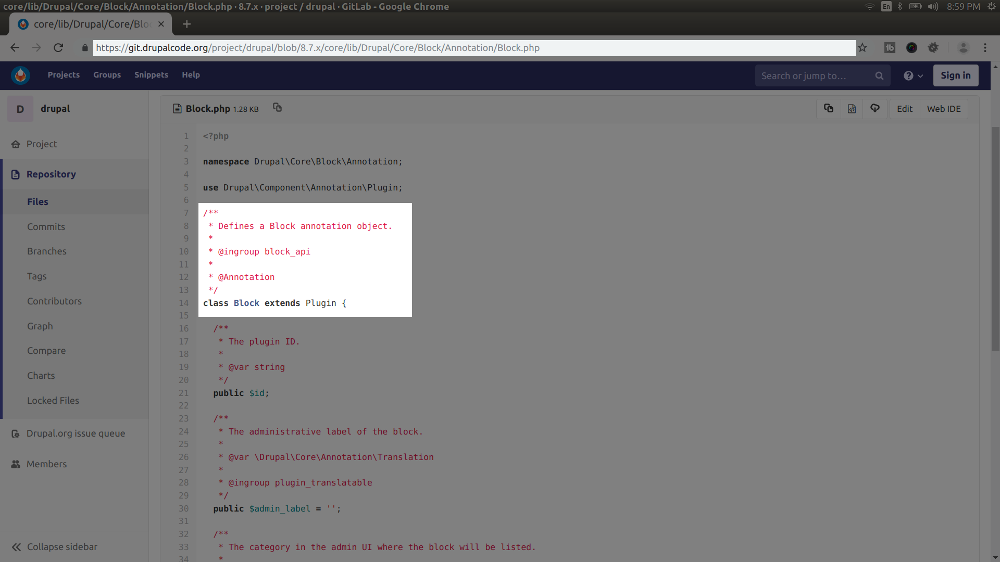 core/lib/Drupal/Core/Block/Annotation/Block.php · 8.7.x · project / drupal · GitLab - Google Chrome
En
8:59 PM
core/lib/Drupal/Core/Bloc
https://git.drupalcode.org/project/drupal/blob/8.7.x/core/lib/Drupal/Core/Block/Annotation/Block.php
Projects Groups Snippets Help
Search or jump to…
Sign in
D drupal
Project
Repository
Files
Commits
Branches
Tags
Contributors
Graph
Compare
Charts
Locked Files
Drupal.org issue queue
Members
Collapse sidebar
Block.php 1.28 KB
Edit Web IDE
1 <?php
2
3 namespace Drupal\Core\Block\Annotation;
4
5 use Drupal\Component\Annotation\Plugin;
6
7 /**
8  * Defines a Block annotation object.
9  *
10  * @ingroup block_api
11  *
12  * @Annotation
13  */
14 class Block extends Plugin {
15
16   /**
17    * The plugin ID.
18    *
19    * @var string
20    */
21   public $id;
22
23   /**
24    * The administrative label of the block.
25    *
26    * @var \Drupal\Core\Annotation\Translation
27    *
28    * @ingroup plugin_translatable
29    */
30   public $admin_label = '';
31
32   /**
33    * The category in the admin UI where the block will be listed.
34    *